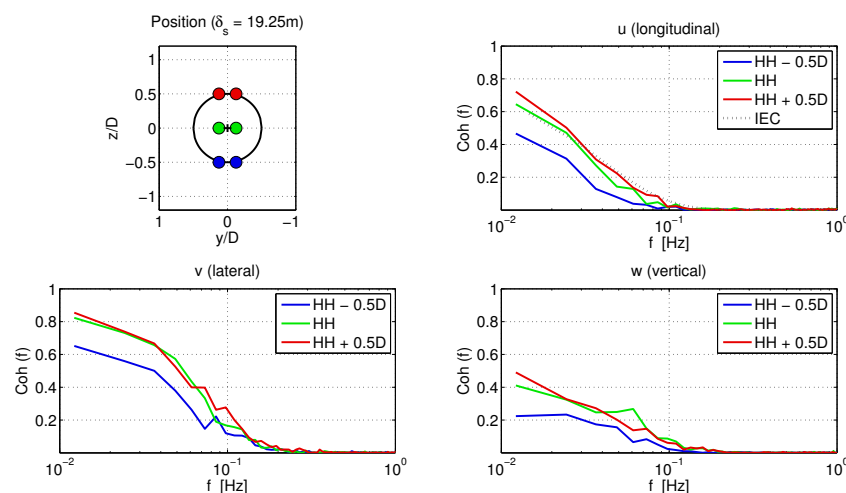 Position (δs = 19.25m)
z/D
1
0.5
0
−0.5
−1
1
0
−1
y/D
u (longitudinal)
Coh (f)
1
0.8
0.6
0.4
0.2
HH − 0.5D
HH
HH + 0.5D
IEC
10−2
10−1
100
f [Hz]
v (lateral)
Coh (f)
1
0.8
0.6
0.4
0.2
HH − 0.5D
HH
HH + 0.5D
10−2
10−1
100
f [Hz]
w (vertical)
Coh (f)
1
0.8
0.6
0.4
0.2
HH − 0.5D
HH
HH + 0.5D
10−2
10−1
100
f [Hz]